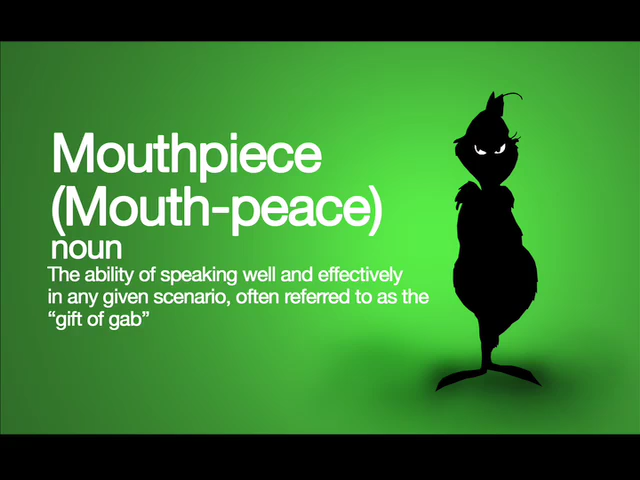 Mouthpiece
(Mouth-peace)
noun
The ability of speaking well and effectively
in any given scenario, often referred to as the
“gift of gab”